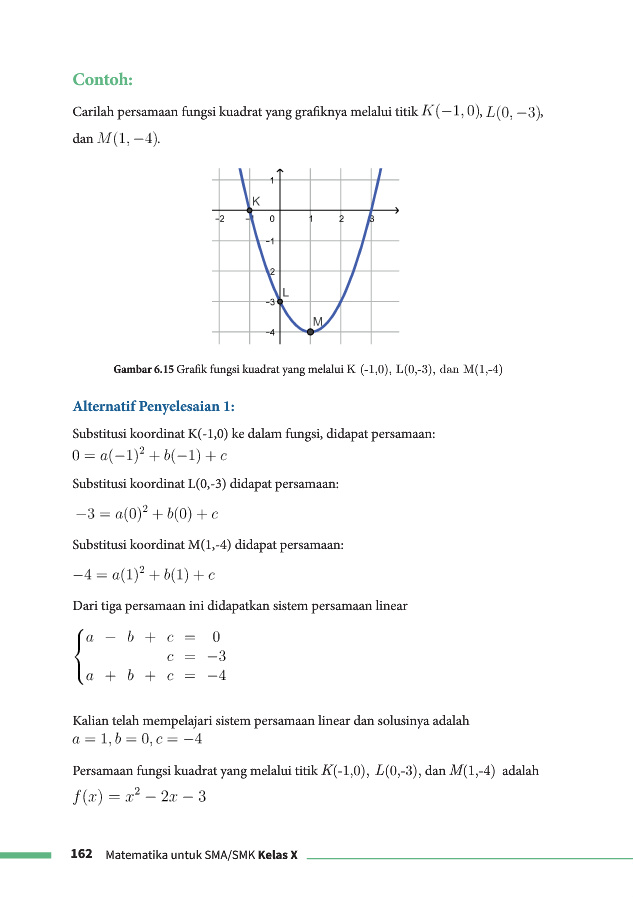 Contoh:
Carilah persamaan fungsi kuadrat yang grafiknya melalui titik K(−1, 0), L(0, −3),
dan M(1, −4).
1
K
-2 -1 0 1 2 3
-1
-2
L
-3
M
-4
Gambar 6.15 Grafik fungsi kuadrat yang melalui K (-1,0), L(0,-3), dan M(1,-4)
Alternatif Penyelesaian 1:
Substitusi koordinat K(-1,0) ke dalam fungsi, didapat persamaan:
0 = a(−1)² + b(−1) + c
Substitusi koordinat L(0,-3) didapat persamaan:
−3 = a(0)² + b(0) + c
Substitusi koordinat M(1,-4) didapat persamaan:
−4 = a(1)² + b(1) + c
Dari tiga persamaan ini didapatkan sistem persamaan linear
a − b + c = 0
c = −3
a + b + c = −4
Kalian telah mempelajari sistem persamaan linear dan solusinya adalah
a = 1, b = 0, c = −4
Persamaan fungsi kuadrat yang melalui titik K(-1,0), L(0,-3), dan M(1,-4) adalah
f(x) = x² − 2x − 3
162 Matematika untuk SMA/SMK Kelas X